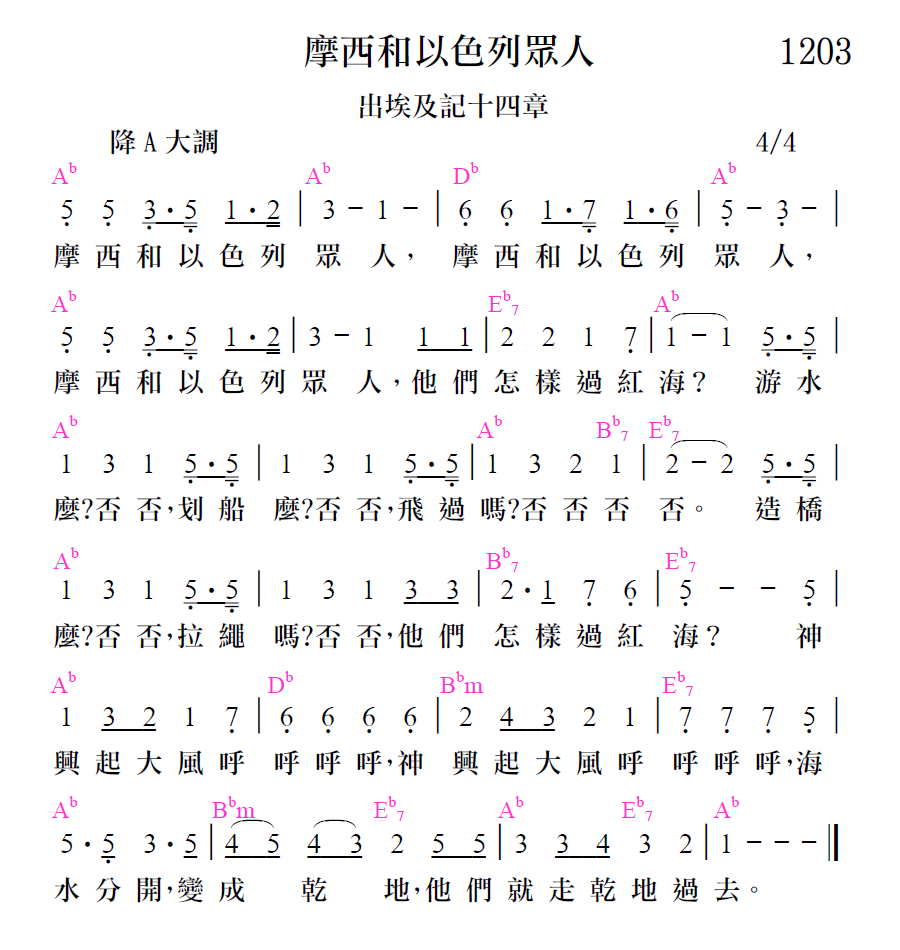 摩西和以色列眾人 1203
出埃及記十四章
降 A 大調 4/4
A♭ A♭ D♭ A♭
5 5 3·5 1·2 | 3 － 1 － | 6 6 1·7 1·6 | 5 － 3 － |
摩西和以色列 眾 人， 摩西和以色列 眾 人，
A♭ E♭7 A♭
5 5 3·5 1·2 | 3 － 1 1 1 | 2 2 1 7 | 1 － 1 5·5 |
摩西和以色列眾 人，他們怎樣過紅海？ 游水
A♭ A♭ B♭7 E♭7
1 3 1 5·5 | 1 3 1 5·5 | 1 3 2 1 | 2 － 2 5·5 |
麼?否否，划船 麼?否否，飛過嗎?否否否 否。 造橋
A♭ B♭7 E♭7
1 3 1 5·5 | 1 3 1 3 3 | 2·1 7 6 | 5 － － 5 |
麼?否否，拉繩 嗎?否否，他們 怎樣過紅 海？ 神
A♭ D♭ B♭m E♭7
1 3 2 1 7 | 6 6 6 6 | 2 4 3 2 1 | 7 7 7 5 |
興起大風呼 呼呼呼，神 興起大風呼 呼呼呼，海
A♭ B♭m E♭7 A♭ E♭7 A♭
5·5 3·5 | 4 5 4 3 2 5 5 | 3 3 4 3 2 | 1 － － － ‖
水分開，變成 乾 地，他們就走乾地過去。